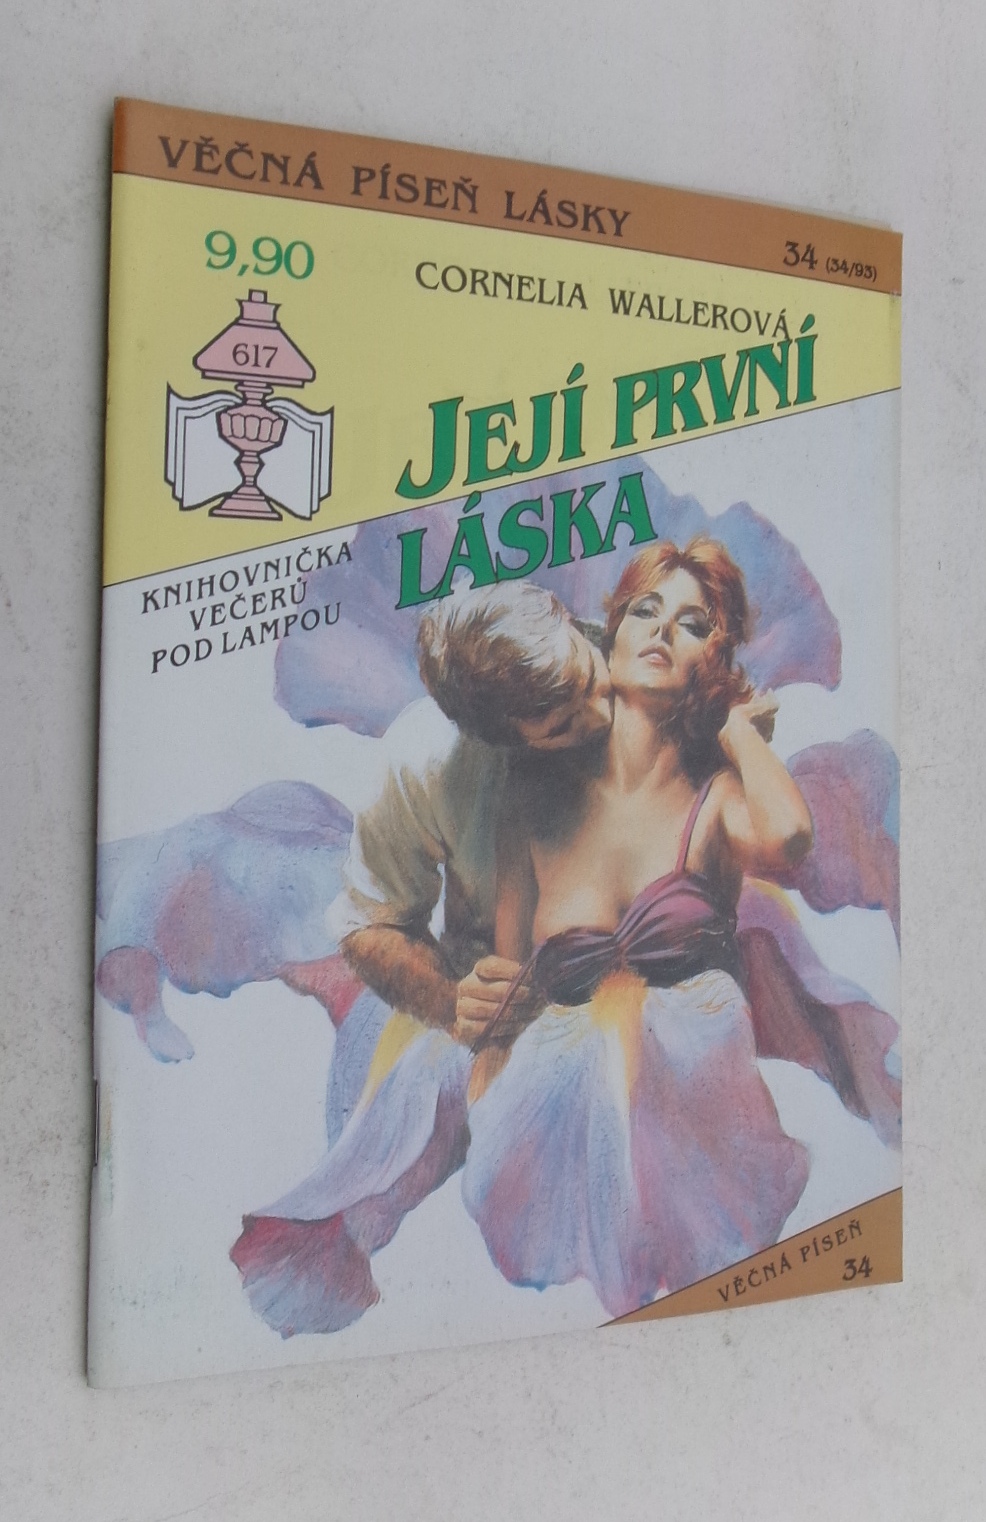 VĚČNÁ PÍSEŇ LÁSKY
34 (34/93)
9,90
CORNELIA WALLEROVÁ
617
JEJÍ PRVNÍ
LÁSKA
KNIHOVNIČKA
VEČERŮ
POD LAMPOU
VĚČNÁ PÍSEŇ
34